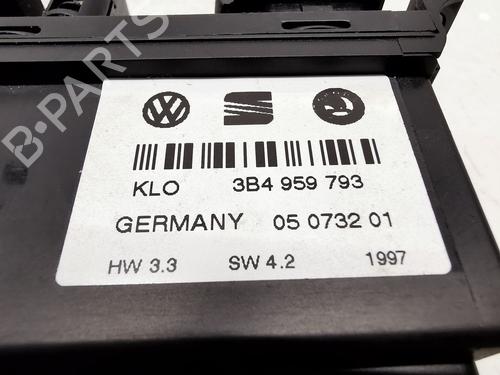 B-PARTS
KLO 3B4 959 793
GERMANY 05 0732 01
HW 3.3 SW 4.2 1997